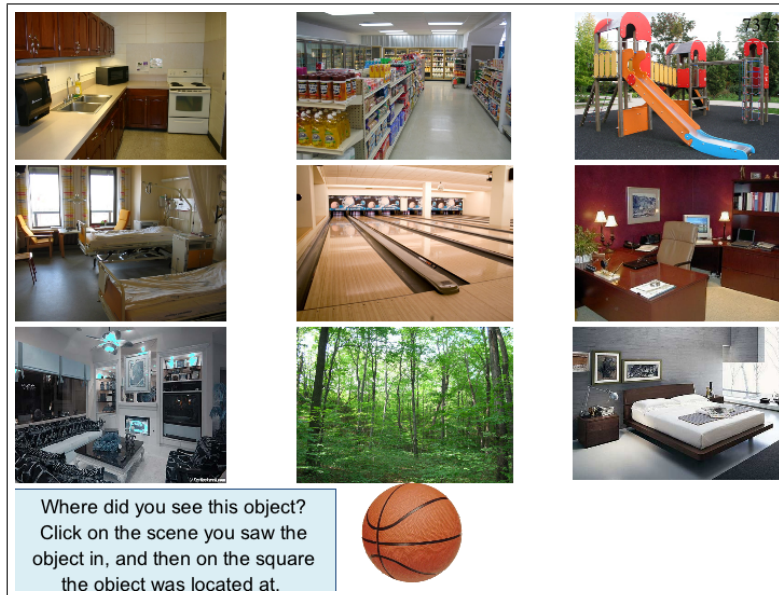 Where did you see this object?
Click on the scene you saw the
object in, and then on the square
the object was located at.